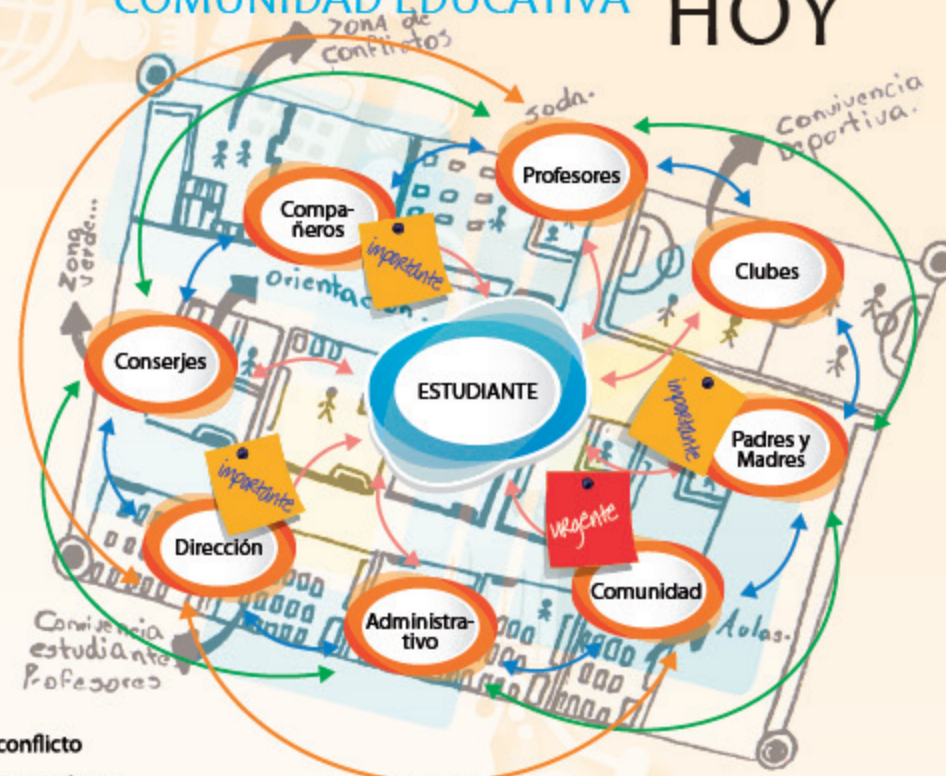 COMUNIDAD EDUCATIVA
HOY
Zona de
conflictos
Sodn.
Convivencia
Deportiva.
Profesores
Compa-
ñeros
importante
Clubes
Zona
verde...
Orientación.
Conserjes
ESTUDIANTE
importante
Padres y
Madres
importante
urgente
Dirección
Comunidad
Administra-
tivo
Aulas.
Convivencia
estudiante
Profesores
conflicto